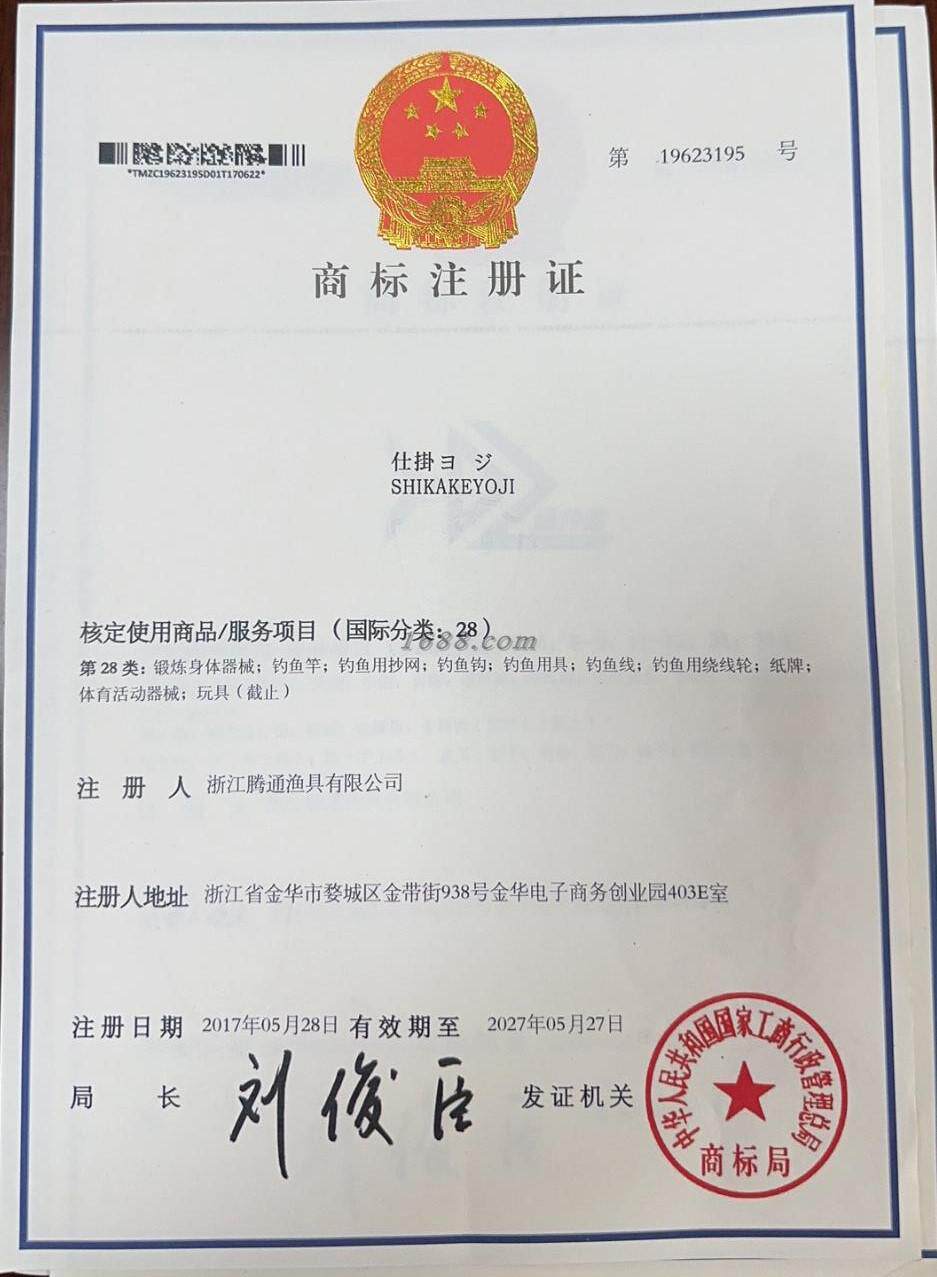 *TMZC19623195D01T170622*
第 19623195 号
商标注册证
仕掛ヨ ジ
SHIKAKEYOJI
核定使用商品/服务项目（国际分类：28）
1688.com
第 28 类：锻炼身体器械；钓鱼竿；钓鱼用抄网；钓鱼钩；钓鱼用具；钓鱼线；钓鱼用绕线轮；纸牌；
体育活动器械；玩具（截止）
注 册 人 浙江腾通渔具有限公司
注册人地址 浙江省金华市婺城区金带街938号金华电子商务创业园403E室
注册日期 2017年05月28日 有效期至 2027年05月27日
局 长 刘俊臣 发证机关
中华人民共和国国家工商行政管理总局
商标局